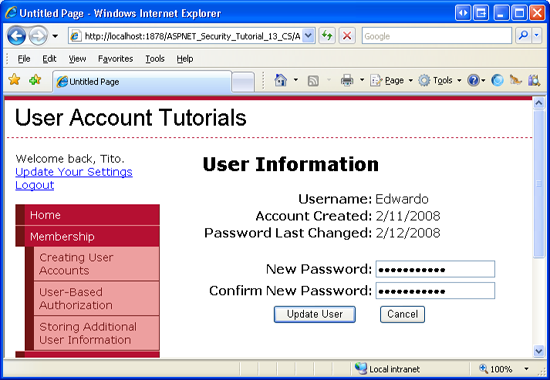 Untitled Page - Windows Internet Explorer
http://localhost:1878/ASPNET_Security_Tutorial_13_CS/A
Google
File Edit View Favorites Tools Help
Untitled Page
Page Tools
User Account Tutorials
Welcome back, Tito.
Update Your Settings
Logout
Home
Membership
Creating User
Accounts
User-Based
Authorization
Storing Additional
User Information
User Information
Username: Edwardo
Account Created: 2/11/2008
Password Last Changed: 2/12/2008
New Password: •••••••••••
Confirm New Password: •••••••••••
Update User Cancel
Local intranet 100%